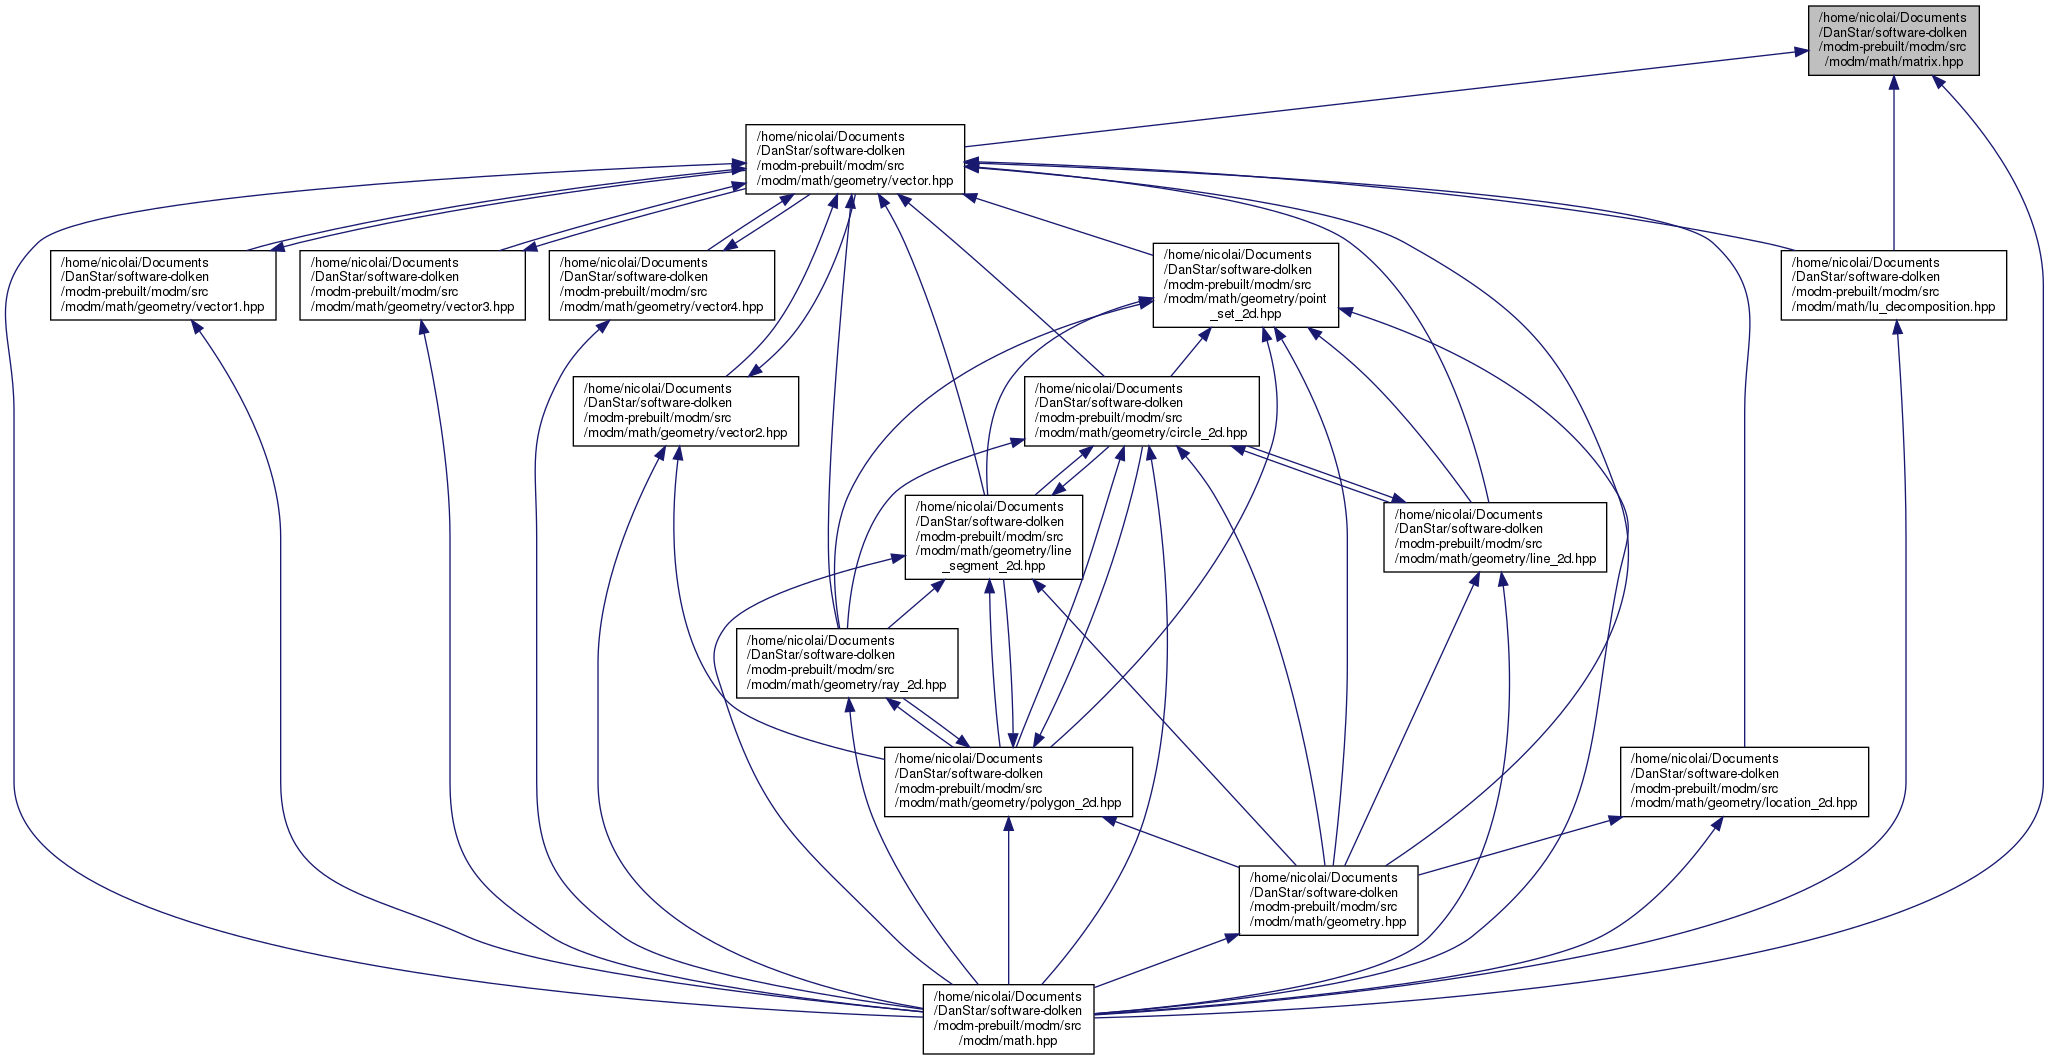 /home/nicolai/Documents
/DanStar/software-dolken
/modm-prebuilt/modm/src
/modm/math/matrix.hpp
/home/nicolai/Documents
/DanStar/software-dolken
/modm-prebuilt/modm/src
/modm/math/geometry/vector.hpp
/home/nicolai/Documents
/DanStar/software-dolken
/modm-prebuilt/modm/src
/modm/math/geometry/vector1.hpp
/home/nicolai/Documents
/DanStar/software-dolken
/modm-prebuilt/modm/src
/modm/math/geometry/vector3.hpp
/home/nicolai/Documents
/DanStar/software-dolken
/modm-prebuilt/modm/src
/modm/math/geometry/vector4.hpp
/home/nicolai/Documents
/DanStar/software-dolken
/modm-prebuilt/modm/src
/modm/math/geometry/point
_set_2d.hpp
/home/nicolai/Documents
/DanStar/software-dolken
/modm-prebuilt/modm/src
/modm/math/lu_decomposition.hpp
/home/nicolai/Documents
/DanStar/software-dolken
/modm-prebuilt/modm/src
/modm/math/geometry/vector2.hpp
/home/nicolai/Documents
/DanStar/software-dolken
/modm-prebuilt/modm/src
/modm/math/geometry/circle_2d.hpp
/home/nicolai/Documents
/DanStar/software-dolken
/modm-prebuilt/modm/src
/modm/math/geometry/line
_segment_2d.hpp
/home/nicolai/Documents
/DanStar/software-dolken
/modm-prebuilt/modm/src
/modm/math/geometry/line_2d.hpp
/home/nicolai/Documents
/DanStar/software-dolken
/modm-prebuilt/modm/src
/modm/math/geometry/ray_2d.hpp
/home/nicolai/Documents
/DanStar/software-dolken
/modm-prebuilt/modm/src
/modm/math/geometry/polygon_2d.hpp
/home/nicolai/Documents
/DanStar/software-dolken
/modm-prebuilt/modm/src
/modm/math/geometry/location_2d.hpp
/home/nicolai/Documents
/DanStar/software-dolken
/modm-prebuilt/modm/src
/modm/math/geometry.hpp
/home/nicolai/Documents
/DanStar/software-dolken
/modm-prebuilt/modm/src
/modm/math.hpp